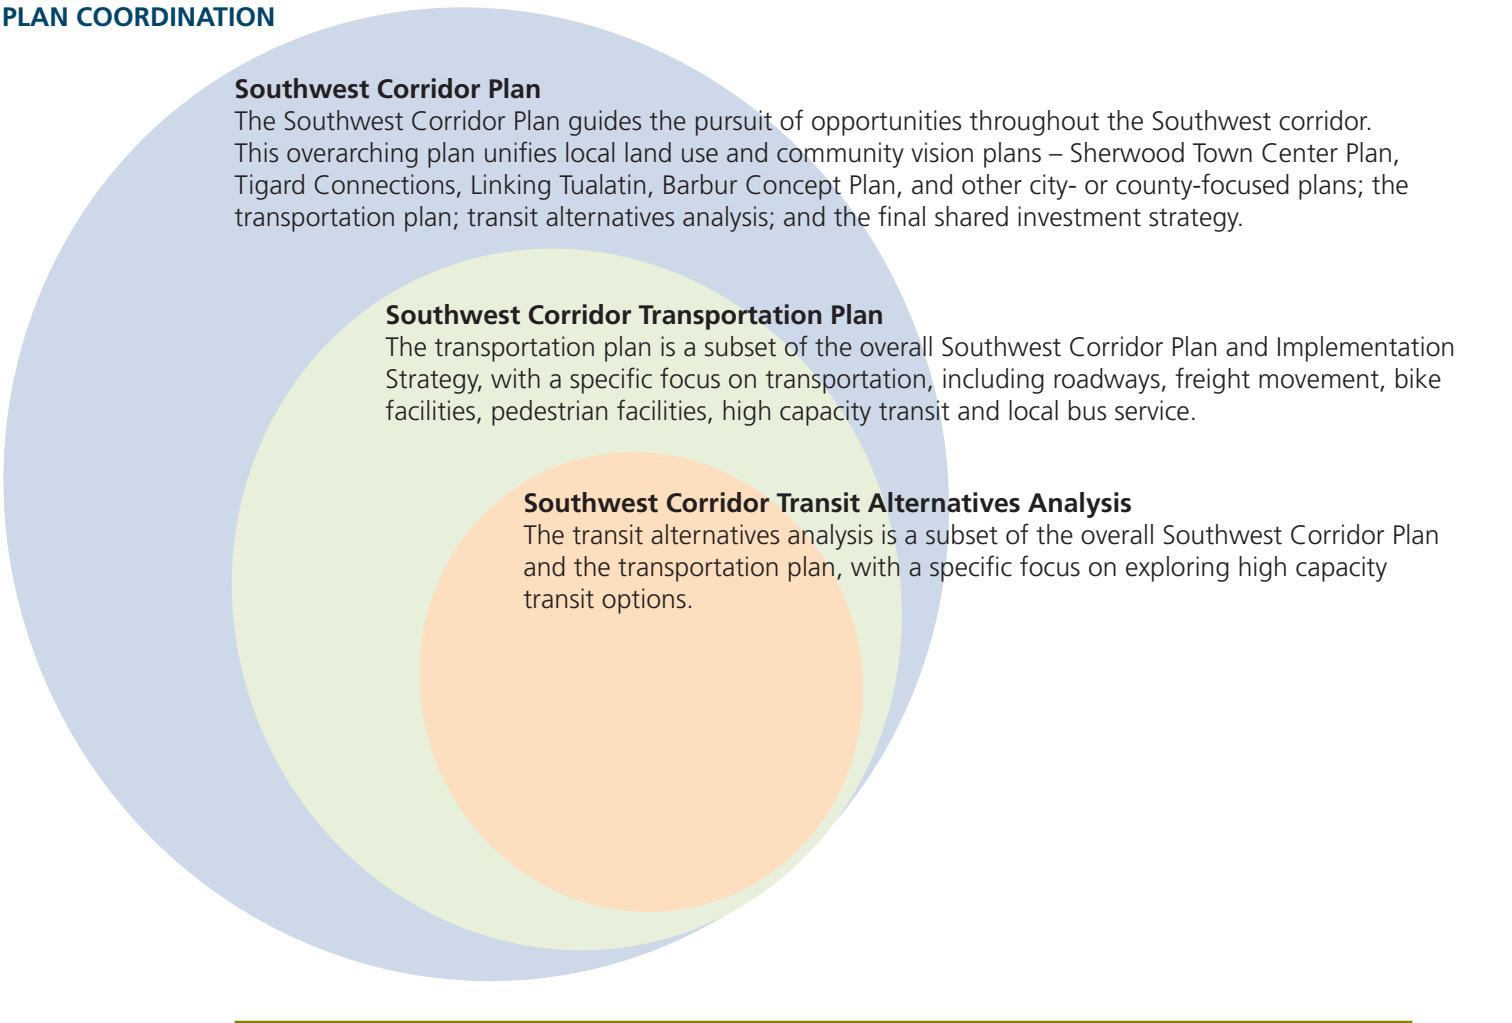 PLAN COORDINATION
Southwest Corridor Plan
The Southwest Corridor Plan guides the pursuit of opportunities throughout the Southwest corridor.
This overarching plan unifies local land use and community vision plans – Sherwood Town Center Plan,
Tigard Connections, Linking Tualatin, Barbur Concept Plan, and other city- or county-focused plans; the
transportation plan; transit alternatives analysis; and the final shared investment strategy.
Southwest Corridor Transportation Plan
The transportation plan is a subset of the overall Southwest Corridor Plan and Implementation
Strategy, with a specific focus on transportation, including roadways, freight movement, bike
facilities, pedestrian facilities, high capacity transit and local bus service.
Southwest Corridor Transit Alternatives Analysis
The transit alternatives analysis is a subset of the overall Southwest Corridor Plan
and the transportation plan, with a specific focus on exploring high capacity
transit options.